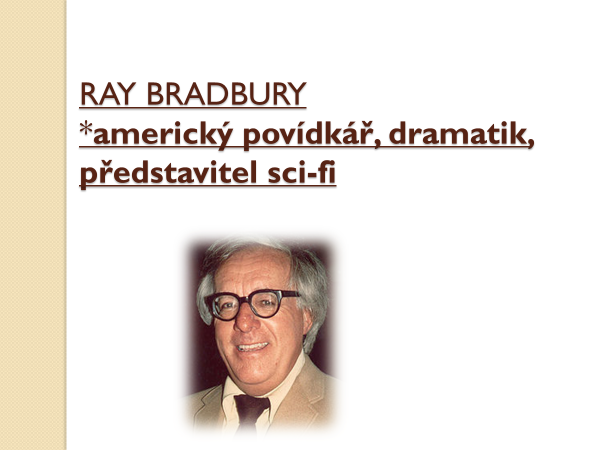 RAY BRADBURY
*americký povídkář, dramatik,
představitel sci-fi